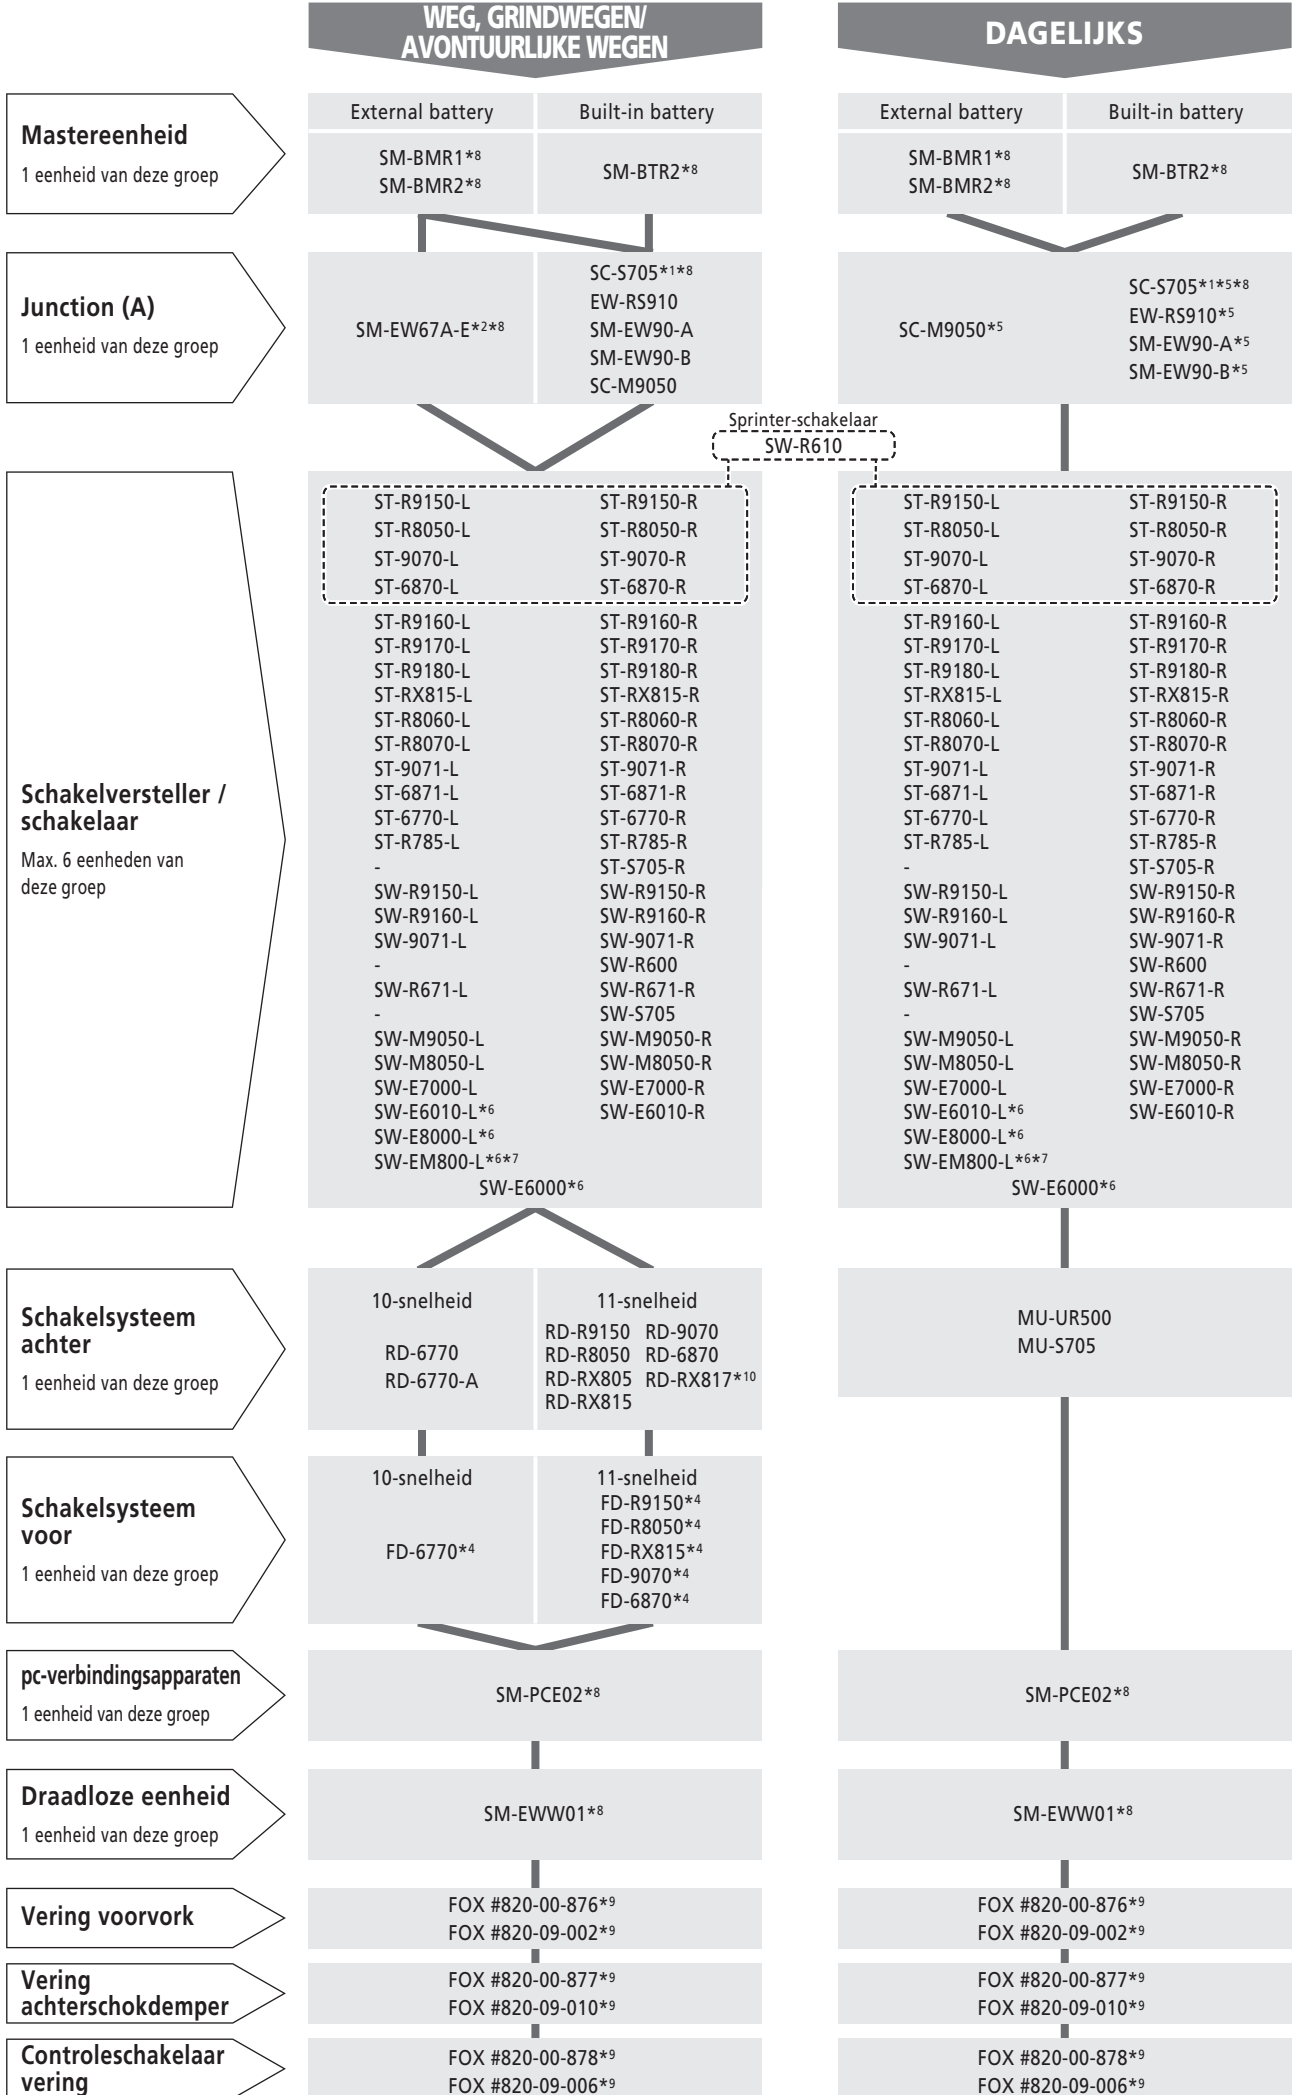 WEG, GRINDWEGEN/
AVONTUURLIJKE WEGEN
DAGELIJKS
Mastereenheid
1 eenheid van deze groep
External battery
Built-in battery
SM-BMR1*8
SM-BMR2*8
SM-BTR2*8
External battery
Built-in battery
SM-BMR1*8
SM-BMR2*8
SM-BTR2*8
Junction (A)
1 eenheid van deze groep
SM-EW67A-E*2*8
SC-S705*1*8
EW-RS910
SM-EW90-A
SM-EW90-B
SC-M9050
SC-M9050*5
SC-S705*1*5*8
EW-RS910*5
SM-EW90-A*5
SM-EW90-B*5
Sprinter-schakelaar
SW-R610
Schakelversteller /
schakelaar
Max. 6 eenheden van
deze groep
ST-R9150-L ST-R9150-R
ST-R8050-L ST-R8050-R
ST-9070-L ST-9070-R
ST-6870-L ST-6870-R
ST-R9160-L ST-R9160-R
ST-R9170-L ST-R9170-R
ST-R9180-L ST-R9180-R
ST-RX815-L ST-RX815-R
ST-R8060-L ST-R8060-R
ST-R8070-L ST-R8070-R
ST-9071-L ST-9071-R
ST-6871-L ST-6871-R
ST-6770-L ST-6770-R
ST-R785-L ST-R785-R
- ST-S705-R
SW-R9150-L SW-R9150-R
SW-R9160-L SW-R9160-R
SW-9071-L SW-9071-R
- SW-R600
SW-R671-L SW-R671-R
- SW-S705
SW-M9050-L SW-M9050-R
SW-M8050-L SW-M8050-R
SW-E7000-L SW-E7000-R
SW-E6010-L*6 SW-E6010-R
SW-E8000-L*6
SW-EM800-L*6*7
SW-E6000*6
ST-R9150-L ST-R9150-R
ST-R8050-L ST-R8050-R
ST-9070-L ST-9070-R
ST-6870-L ST-6870-R
ST-R9160-L ST-R9160-R
ST-R9170-L ST-R9170-R
ST-R9180-L ST-R9180-R
ST-RX815-L ST-RX815-R
ST-R8060-L ST-R8060-R
ST-R8070-L ST-R8070-R
ST-9071-L ST-9071-R
ST-6871-L ST-6871-R
ST-6770-L ST-6770-R
ST-R785-L ST-R785-R
- ST-S705-R
SW-R9150-L SW-R9150-R
SW-R9160-L SW-R9160-R
SW-9071-L SW-9071-R
- SW-R600
SW-R671-L SW-R671-R
- SW-S705
SW-M9050-L SW-M9050-R
SW-M8050-L SW-M8050-R
SW-E7000-L SW-E7000-R
SW-E6010-L*6 SW-E6010-R
SW-E8000-L*6
SW-EM800-L*6*7
SW-E6000*6
Schakelsysteem
achter
1 eenheid van deze groep
10-snelheid
RD-6770
RD-6770-A
11-snelheid
RD-R9150 RD-9070
RD-R8050 RD-6870
RD-RX805 RD-RX817*10
RD-RX815
MU-UR500
MU-S705
Schakelsysteem
voor
1 eenheid van deze groep
10-snelheid
FD-6770*4
11-snelheid
FD-R9150*4
FD-R8050*4
FD-RX815*4
FD-9070*4
FD-6870*4
pc-verbindingsapparaten
1 eenheid van deze groep
SM-PCE02*8
SM-PCE02*8
Draadloze eenheid
1 eenheid van deze groep
SM-EWW01*8
SM-EWW01*8
Vering voorvork
FOX #820-00-876*9
FOX #820-09-002*9
FOX #820-00-876*9
FOX #820-09-002*9
Vering
achterschokdemper
FOX #820-00-877*9
FOX #820-09-010*9
FOX #820-00-877*9
FOX #820-09-010*9
Controleschakelaar
vering
FOX #820-00-878*9
FOX #820-09-006*9
FOX #820-00-878*9
FOX #820-09-006*9